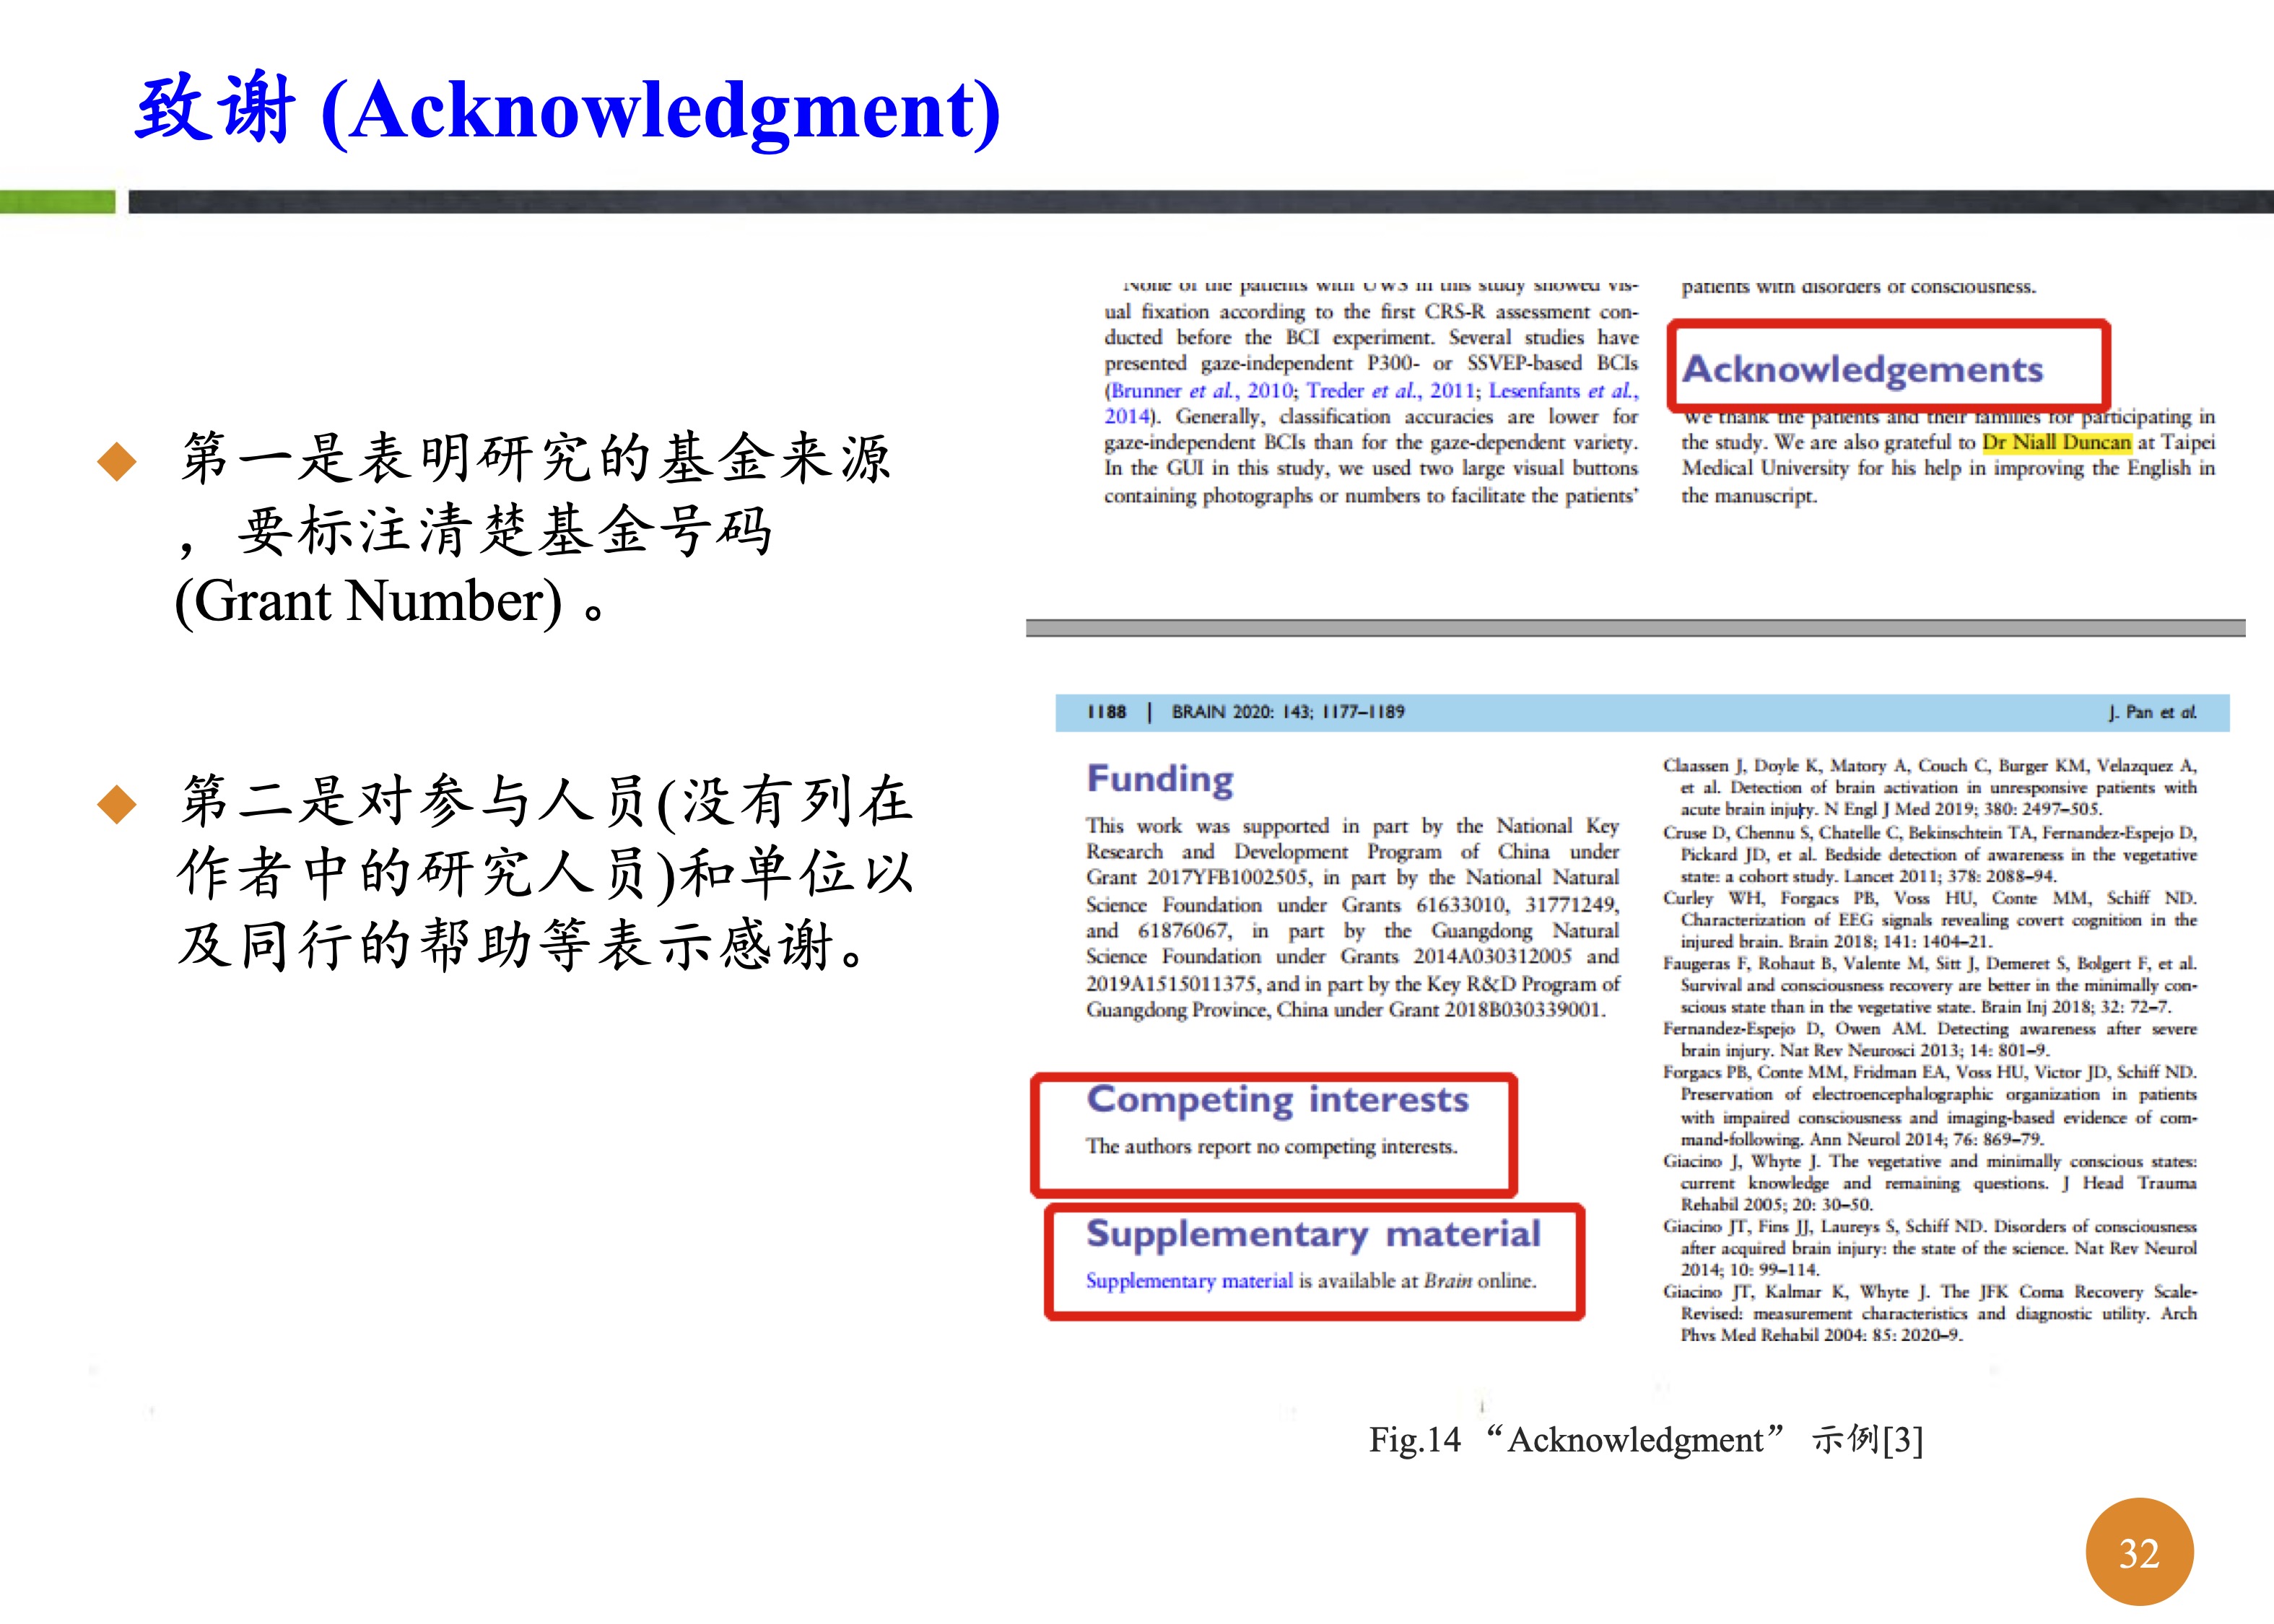 致谢 (Acknowledgment)
第一是表明研究的基金来源
，要标注清楚基金号码
(Grant Number) 。
第二是对参与人员(没有列在
作者中的研究人员)和单位以
及同行的帮助等表示感谢。
None of the patients with UWS in this study showed vis-
ual fixation according to the first CRS-R assessment con-
ducted before the BCI experiment. Several studies have
presented gaze-independent P300- or SSVEP-based BCIs
(Brunner et al., 2010; Treder et al., 2011; Lesenfants et al.,
2014). Generally, classification accuracies are lower for
gaze-independent BCIs than for the gaze-dependent variety.
In the GUI in this study, we used two large visual buttons
containing photographs or numbers to facilitate the patients’
patients with disorders of consciousness.
Acknowledgements
We thank the patients and their families for participating in
the study. We are also grateful to Dr Niall Duncan at Taipei
Medical University for his help in improving the English in
the manuscript.
1188 | BRAIN 2020: 143; 1177–1189
J. Pan et al.
Funding
This work was supported in part by the National Key
Research and Development Program of China under
Grant 2017YFB1002505, in part by the National Natural
Science Foundation under Grants 61633010, 31771249,
and 61876067, in part by the Guangdong Natural
Science Foundation under Grants 2014A030312005 and
2019A1515011375, and in part by the Key R&D Program of
Guangdong Province, China under Grant 2018B030339001.
Competing interests
The authors report no competing interests.
Supplementary material
Supplementary material is available at Brain online.
Claassen J, Doyle K, Matory A, Couch C, Burger KM, Velazquez A,
et al. Detection of brain activation in unresponsive patients with
acute brain injury. N Engl J Med 2019; 380: 2497–505.
Cruse D, Chennu S, Chatelle C, Bekinschtein TA, Fernandez-Espejo D,
Pickard JD, et al. Bedside detection of awareness in the vegetative
state: a cohort study. Lancet 2011; 378: 2088–94.
Curley WH, Forgacs PB, Voss HU, Conte MM, Schiff ND.
Characterization of EEG signals revealing covert cognition in the
injured brain. Brain 2018; 141: 1404–21.
Faugeras F, Rohaut B, Valente M, Sitt J, Demeret S, Bolgert F, et al.
Survival and consciousness recovery are better in the minimally con-
scious state than in the vegetative state. Brain Inj 2018; 32: 72–7.
Fernandez-Espejo D, Owen AM. Detecting awareness after severe
brain injury. Nat Rev Neurosci 2013; 14: 801–9.
Forgacs PB, Conte MM, Fridman EA, Voss HU, Victor JD, Schiff ND.
Preservation of electroencephalographic organization in patients
with impaired consciousness and imaging-based evidence of com-
mand-following. Ann Neurol 2014; 76: 869–79.
Giacino J, Whyte J. The vegetative and minimally conscious states:
current knowledge and remaining questions. J Head Trauma
Rehabil 2005; 20: 30–50.
Giacino JT, Fins JJ, Laureys S, Schiff ND. Disorders of consciousness
after acquired brain injury: the state of the science. Nat Rev Neurol
2014; 10: 99–114.
Giacino JT, Kalmar K, Whyte J. The JFK Coma Recovery Scale-
Revised: measurement characteristics and diagnostic utility. Arch
Phys Med Rehabil 2004: 85: 2020–9.
Fig.14 “Acknowledgment” 示例[3]
32